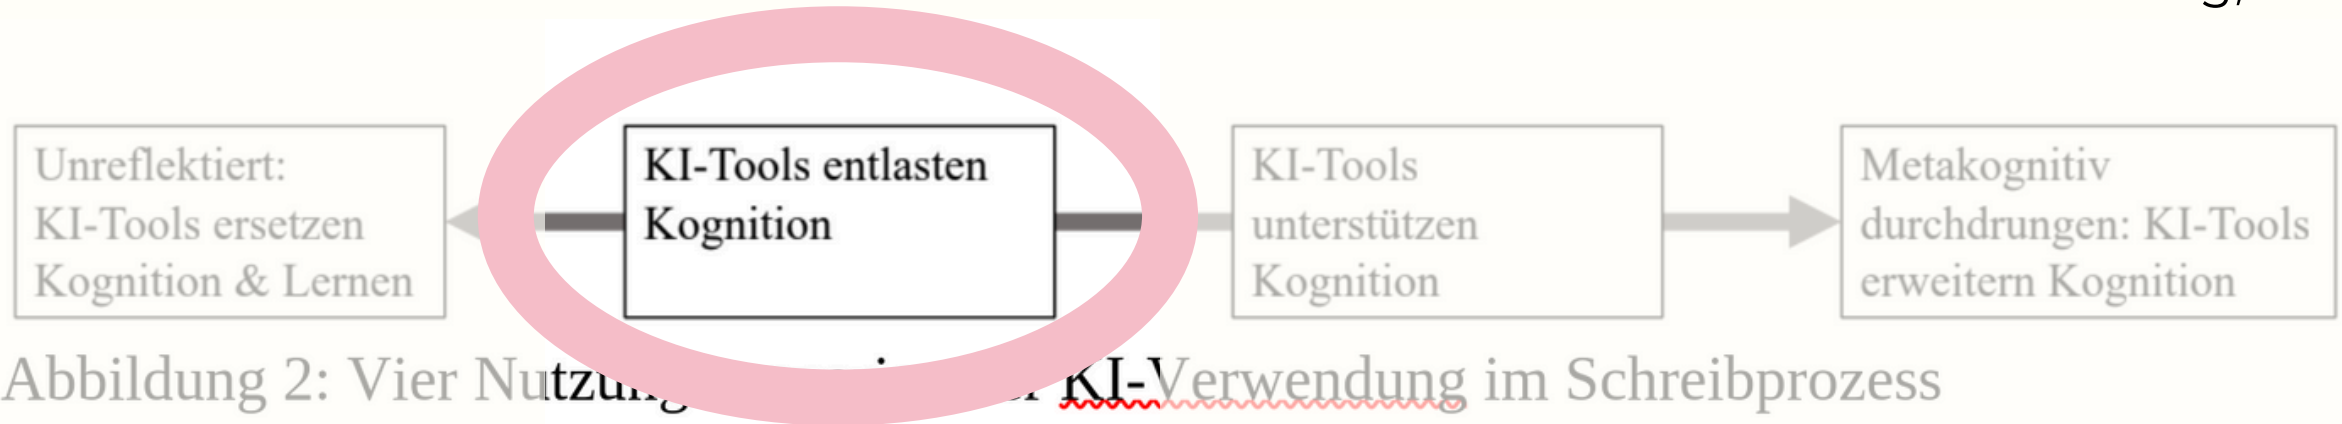 Unreflektiert:
KI-Tools ersetzen
Kognition & Lernen
KI-Tools entlasten
Kognition
KI-Tools
unterstützen
Kognition
Metakognitiv
durchdrungen: KI-Tools
erweitern Kognition
Abbildung 2: Vier KI-Verwendung im Schreibprozess